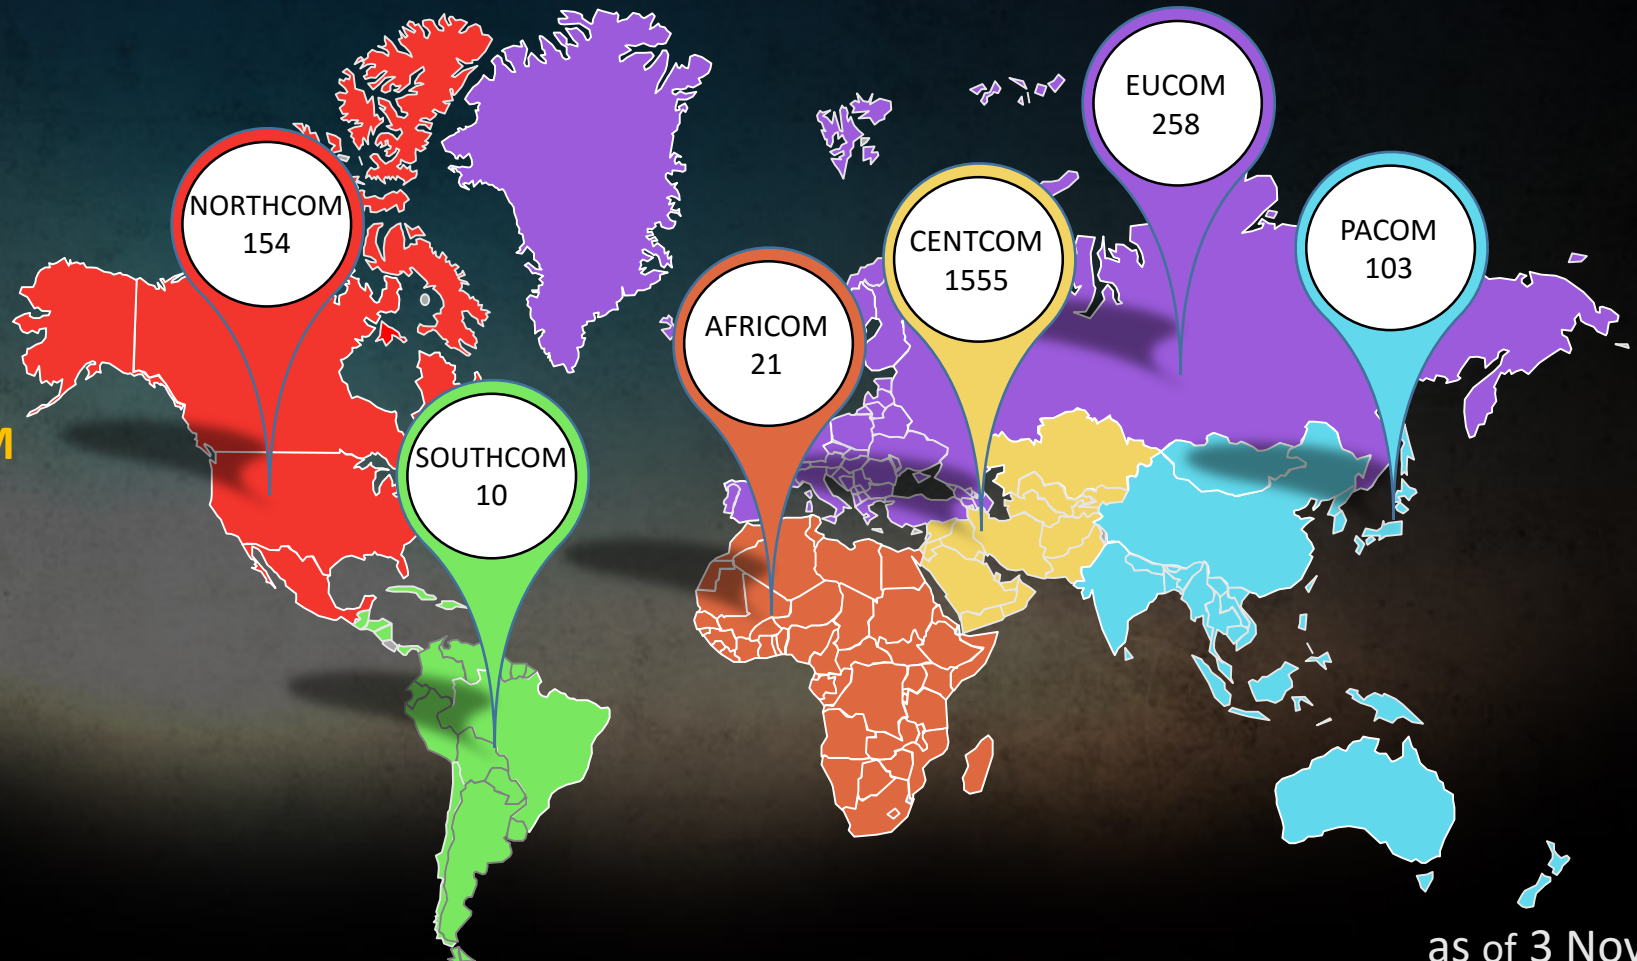 EUCOM
258
NORTHCOM
154
PACOM
103
CENTCOM
1555
AFRICOM
21
M
SOUTHCOM
10
as of 3 Nov